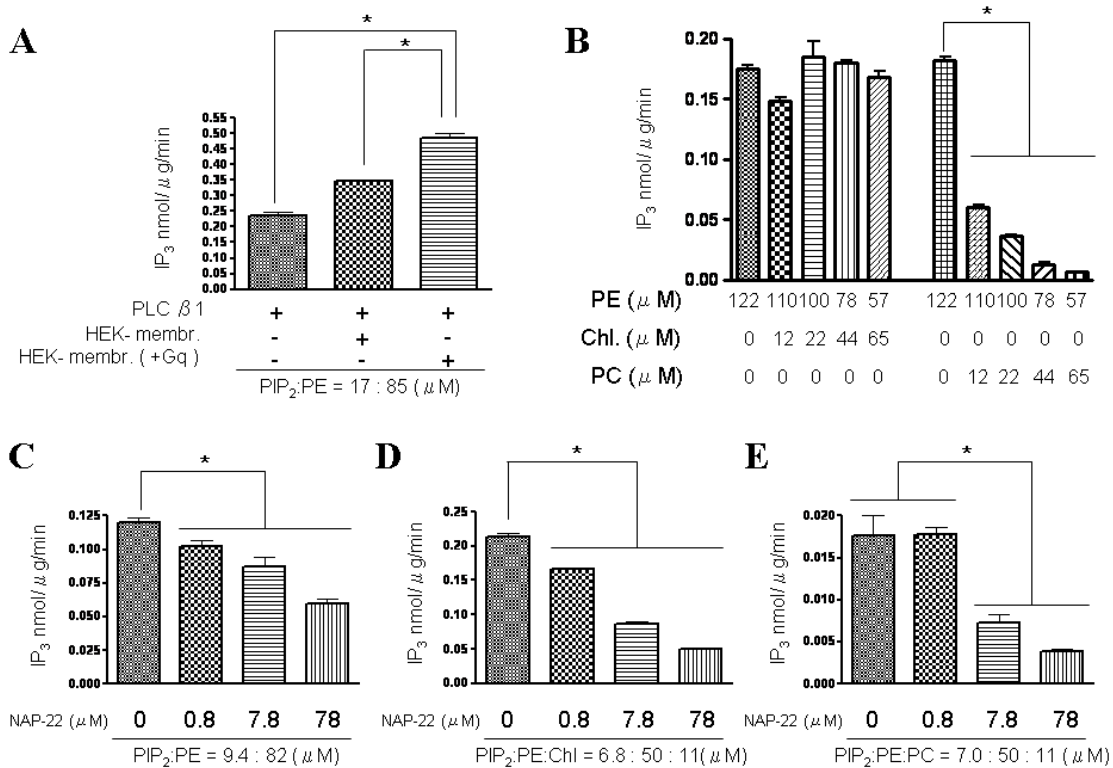 A
*
*
IP3 nmol/μg/min
0.55
0.50
0.45
0.40
0.35
0.30
0.25
0.20
0.15
0.10
0.05
0.00
PLC β1 + + +
HEK- membr. - + -
HEK- membr. ( +Gq ) - - +
PIP2:PE = 17 : 85 (μM)
B
*
IP3 nmol/μg/min
0.20
0.15
0.10
0.05
0.00
PE (μM) 122 110 100 78 57 122 110 100 78 57
Chl. (μM) 0 12 22 44 65 0 0 0 0 0
PC (μM) 0 0 0 0 0 0 12 22 44 65
C
*
IP3 nmol/μg/min
0.125
0.100
0.075
0.050
0.025
0.000
NAP-22 (μM) 0 0.8 7.8 78
PIP2:PE = 9.4 : 82 (μM)
D
*
IP3 nmol/μg/min
0.25
0.20
0.15
0.10
0.05
0.00
NAP-22 (μM) 0 0.8 7.8 78
PIP2:PE:Chl = 6.8 : 50 : 11(μM)
E
*
IP3 nmol/μg/min
0.020
0.015
0.010
0.005
0.000
NAP-22 (μM) 0 0.8 7.8 78
PIP2:PE:PC = 7.0 : 50 : 11 (μM)